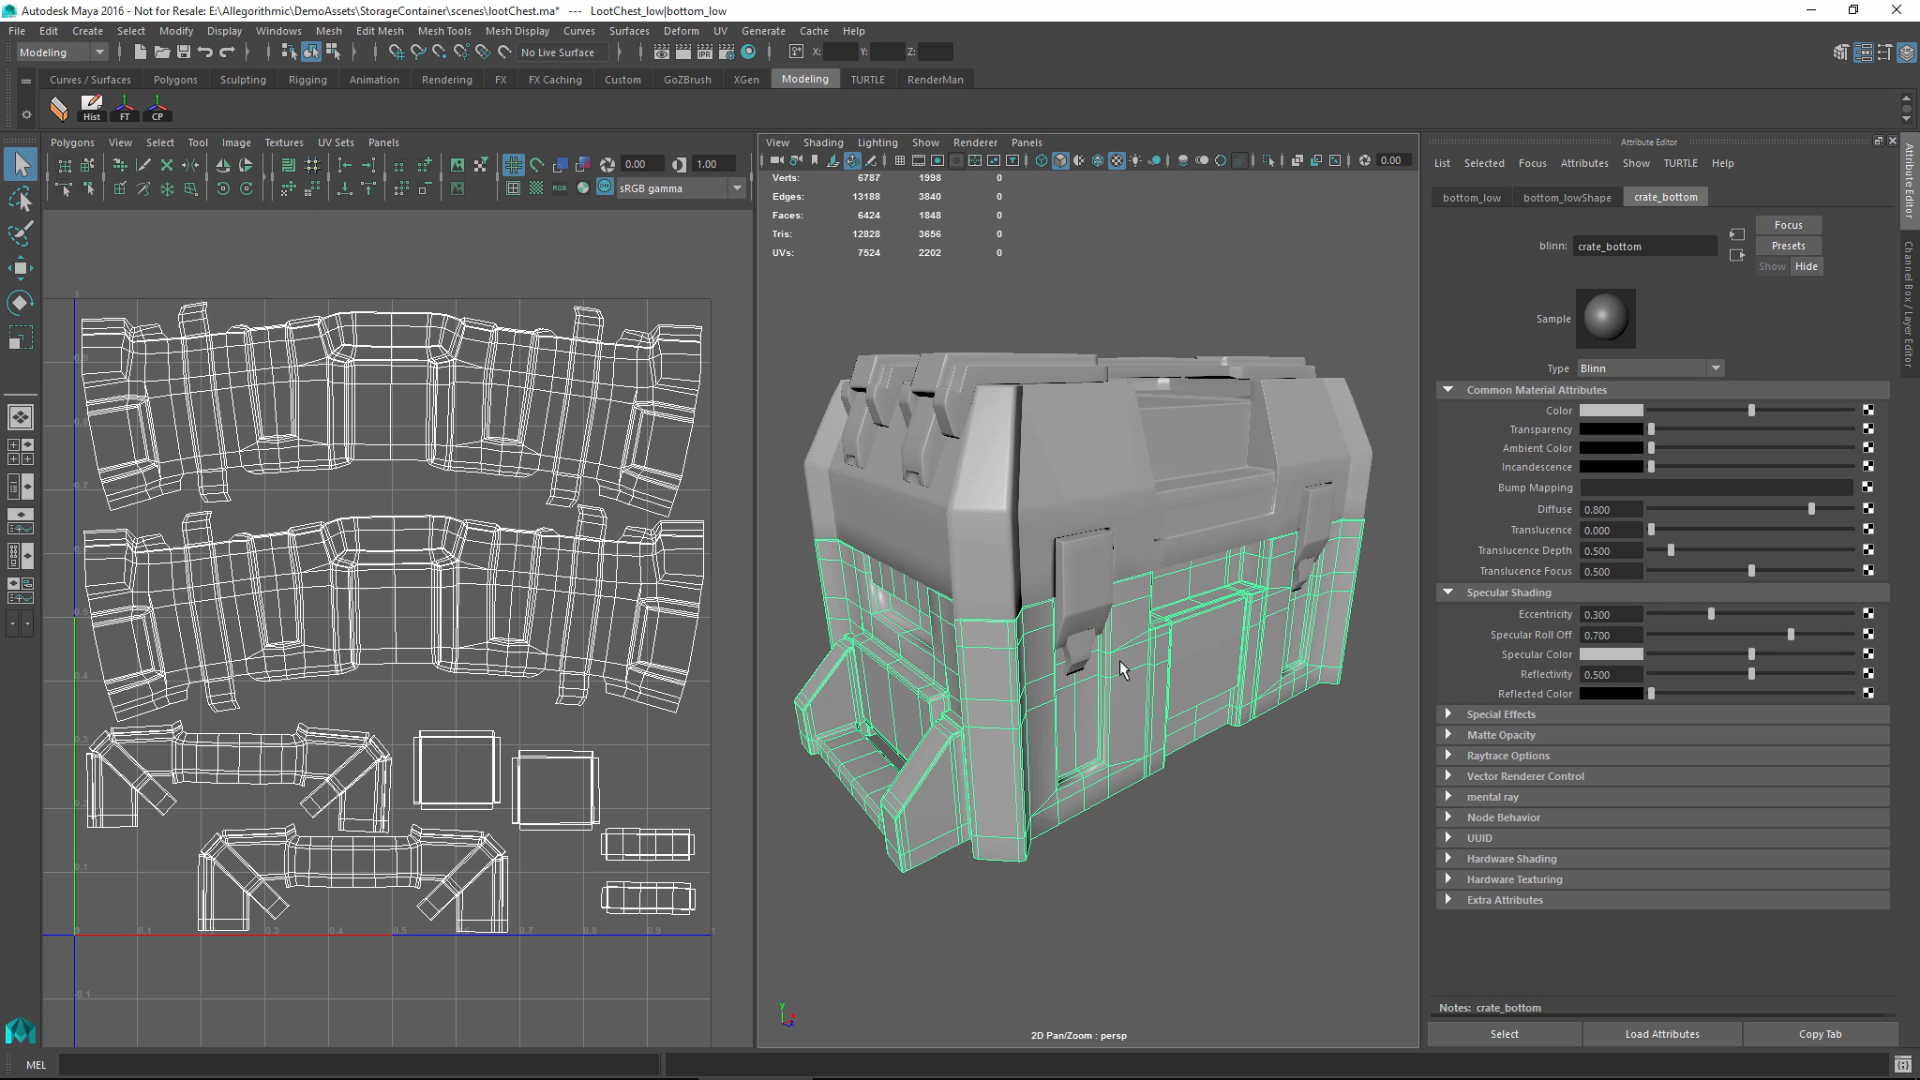 Autodesk Maya 2016 - Not for Resale: E:\Allegorithmic\DemoAssets\StorageContainer\scenes\lootChest.ma*   ---   LootChest_low|bottom_low
File Edit Create Select Modify Display Windows Mesh Edit Mesh Mesh Tools Mesh Display Curves Surfaces Deform UV Generate Cache Help
Modeling No Live Surface X: Y: Z:
Curves / Surfaces Polygons Sculpting Rigging Animation Rendering FX FX Caching Custom GoZBrush XGen Modeling TURTLE RenderMan
Hist FT CP
Polygons View Select Tool Image Textures UV Sets Panels
0.00 1.00
sRGB gamma
View Shading Lighting Show Renderer Panels
0.00
Verts: 6787 1998 0
Edges: 13188 3840 0
Faces: 6424 1848 0
Tris: 12828 3656 0
UVs: 7524 2202 0
2D Pan/Zoom : persp
Attribute Editor
List Selected Focus Attributes Show TURTLE Help
bottom_low bottom_lowShape crate_bottom
Focus
blinn: crate_bottom Presets
Show Hide
Sample
Type Blinn
Common Material Attributes
Color
Transparency
Ambient Color
Incandescence
Bump Mapping
Diffuse 0.800
Translucence 0.000
Translucence Depth 0.500
Translucence Focus 0.500
Specular Shading
Eccentricity 0.300
Specular Roll Off 0.700
Specular Color
Reflectivity 0.500
Reflected Color
Special Effects
Matte Opacity
Raytrace Options
Vector Renderer Control
mental ray
Node Behavior
UUID
Hardware Shading
Hardware Texturing
Extra Attributes
Notes: crate_bottom
Select Load Attributes Copy Tab
Attribute Editor
Channel Box / Layer Editor
MEL